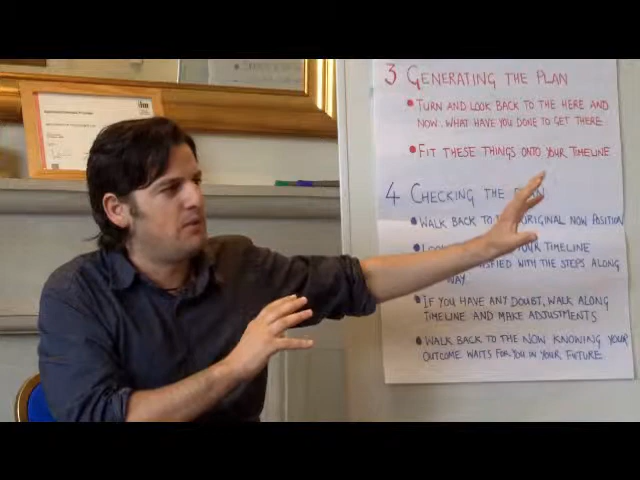 3 GENERATING THE PLAN
• TURN AND LOOK BACK TO THE HERE AND
NOW. WHAT HAVE YOU DONE TO GET THERE
• FIT THESE THINGS ONTO YOUR TIMELINE
4 CHECKING THE PLAN
• WALK BACK TO ORIGINAL NOW POSITION
• YOUR TIMELINE
WITH THE STEPS ALONG
WAY
• IF YOU HAVE ANY DOUBT, WALK ALONG
TIMELINE AND MAKE ADJUSTMENTS
• WALK BACK TO THE NOW KNOWING YOUR
OUTCOME WAITS FOR YOU IN YOUR FUTURE
ilm